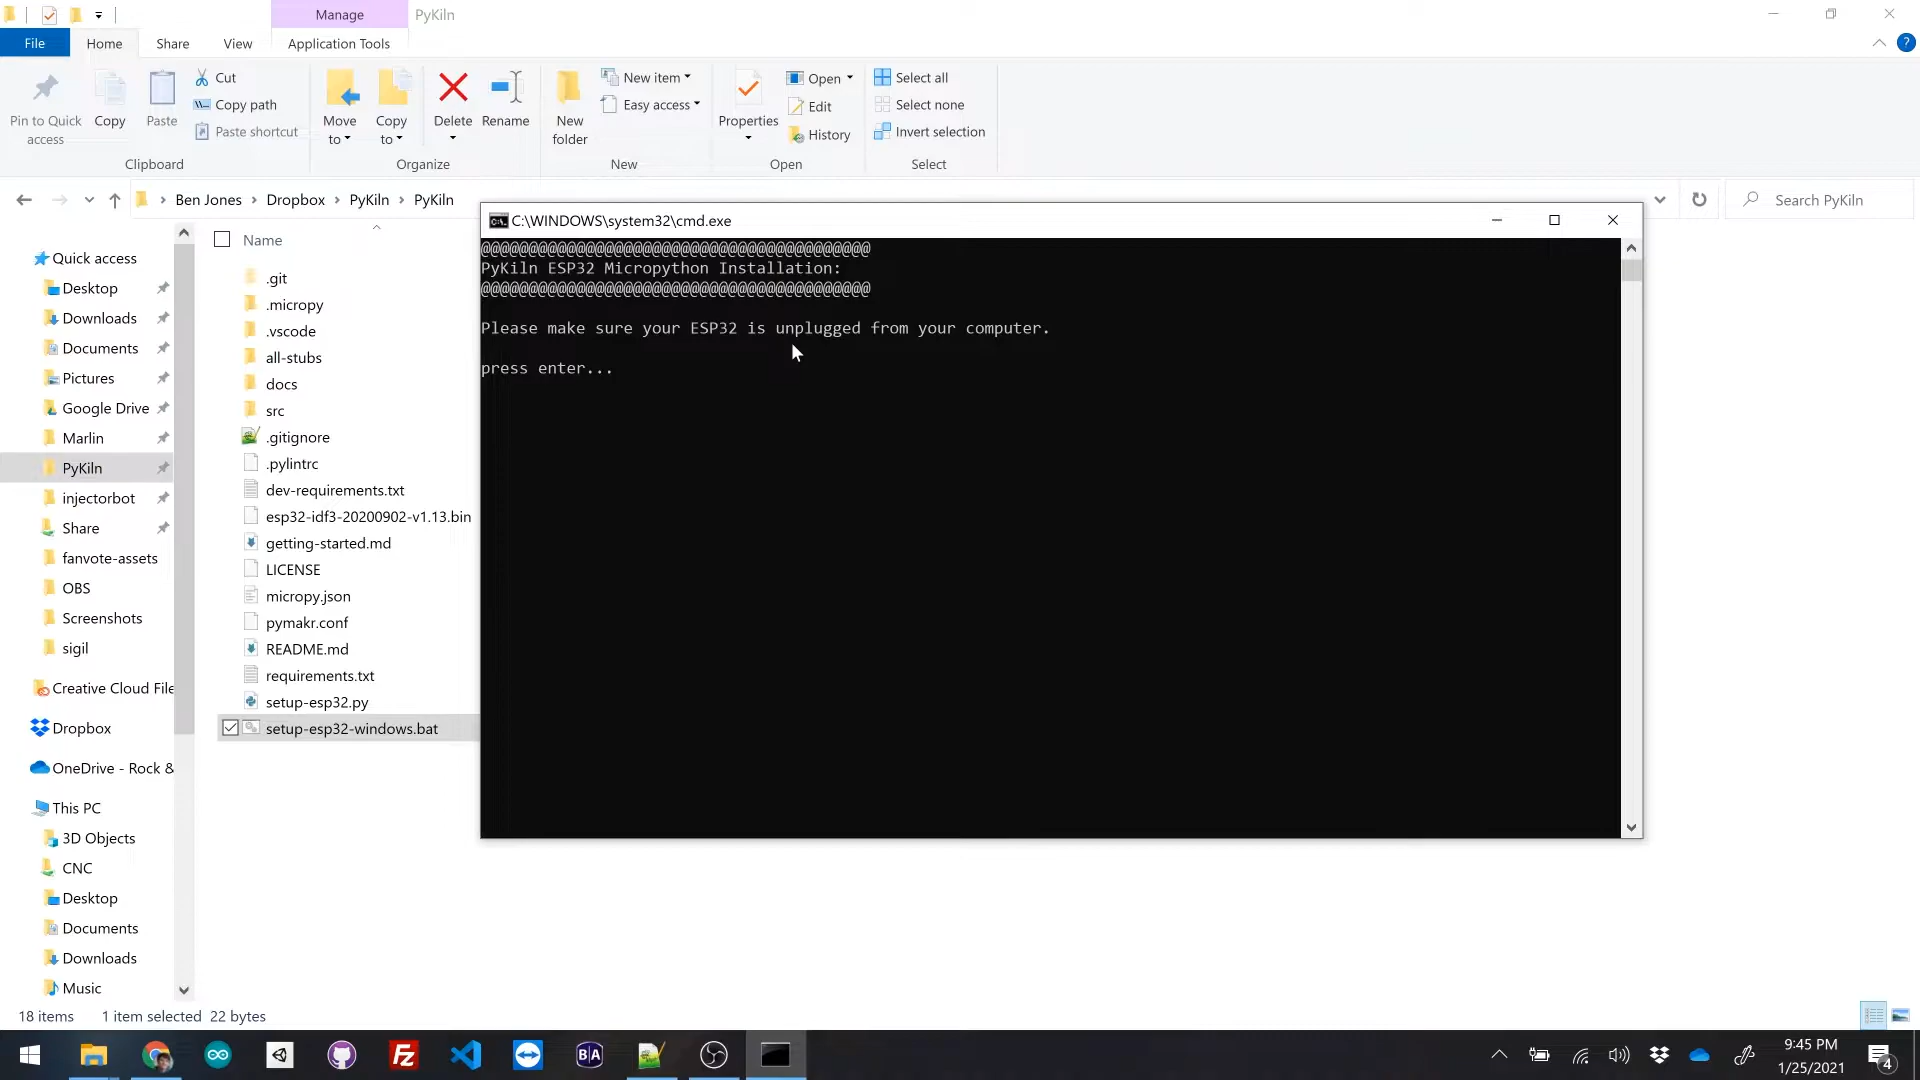 Manage
PyKiln
File
Home
Share
View
Application Tools
Pin to Quick access
Copy
Paste
Cut
Copy path
Paste shortcut
Clipboard
Move to
Copy to
Delete
Rename
Organize
New folder
New item
Easy access
New
Properties
Open
Edit
History
Open
Select all
Select none
Invert selection
Select
Ben Jones > Dropbox > PyKiln > PyKiln
Search PyKiln
Quick access
Desktop
Downloads
Documents
Pictures
Google Drive
Marlin
PyKiln
injectorbot
Share
fanvote-assets
OBS
Screenshots
sigil
Creative Cloud File
Dropbox
OneDrive - Rock &
This PC
3D Objects
CNC
Desktop
Documents
Downloads
Music
Name
.git
.micropy
.vscode
all-stubs
docs
src
.gitignore
.pylintrc
dev-requirements.txt
esp32-idf3-20200902-v1.13.bin
getting-started.md
LICENSE
micropy.json
pymakr.conf
README.md
requirements.txt
setup-esp32.py
setup-esp32-windows.bat
C:\WINDOWS\system32\cmd.exe
@@@@@@@@@@@@@@@@@@@@@@@@@@@@@@@@@@@@@@@@@
PyKiln ESP32 Micropython Installation:
@@@@@@@@@@@@@@@@@@@@@@@@@@@@@@@@@@@@@@@@@
Please make sure your ESP32 is unplugged from your computer.
press enter...
18 items 1 item selected 22 bytes
9:45 PM
1/25/2021
4